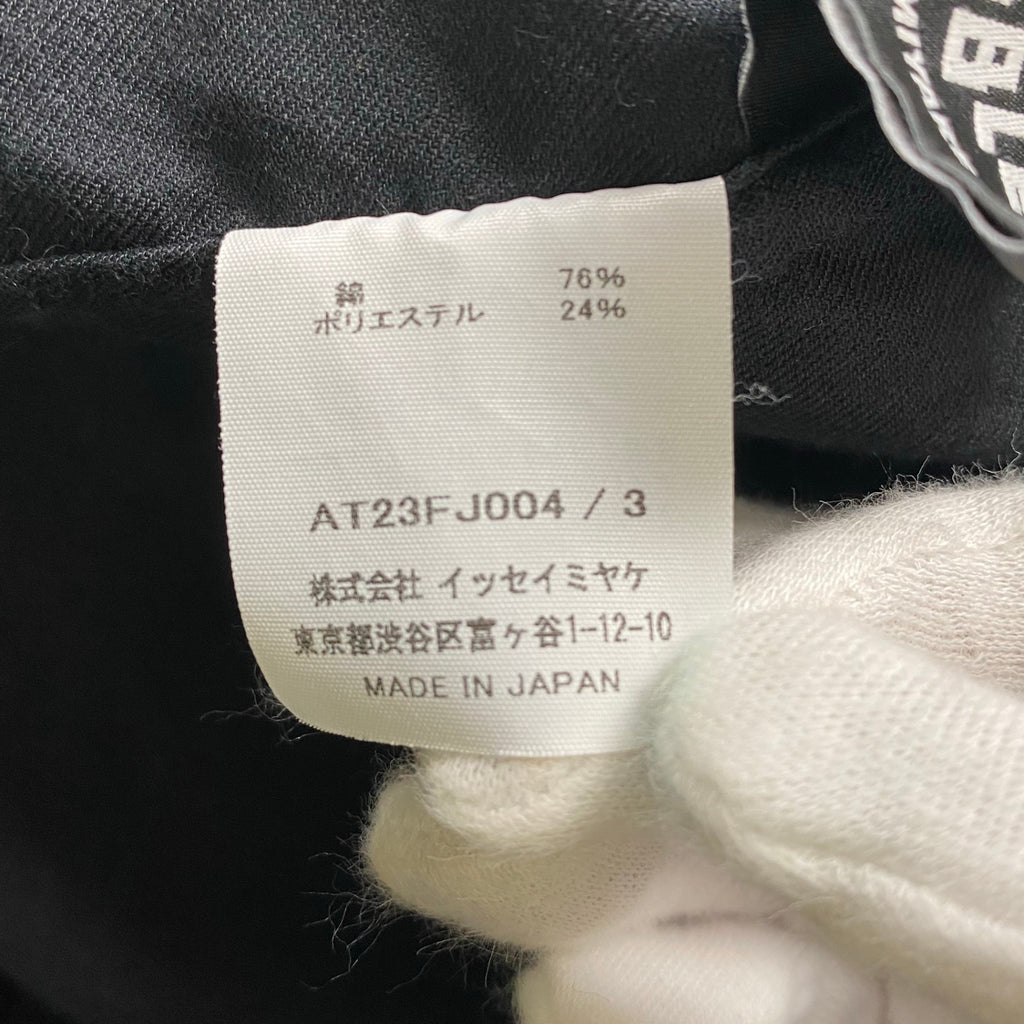 綿 76%
ポリエステル 24%
AT23FJ004 / 3
株式会社 イッセイミヤケ
東京都渋谷区富ヶ谷1-12-10
MADE IN JAPAN